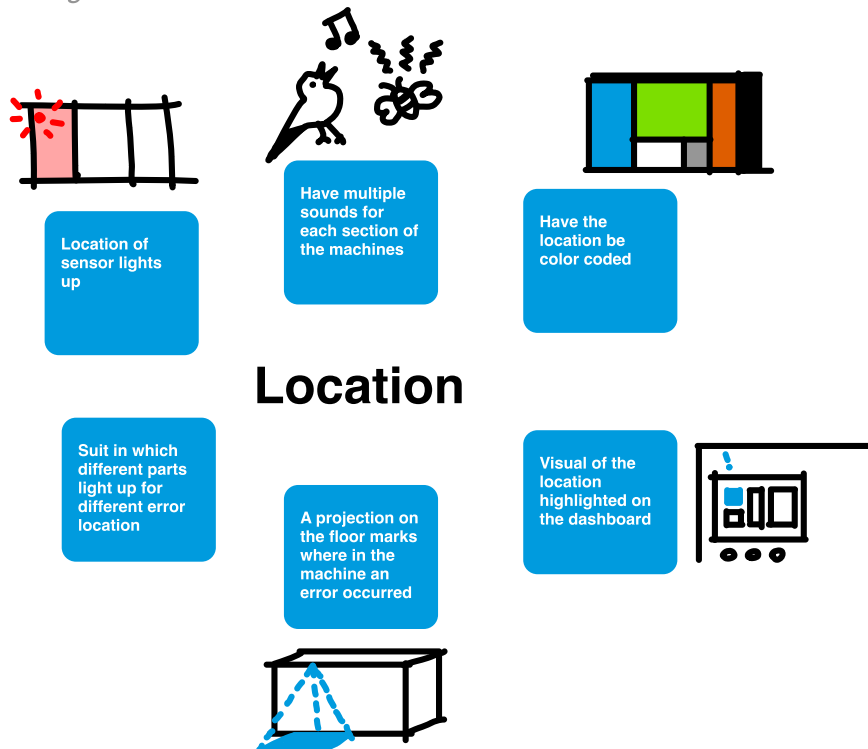 Have multiple
sounds for
each section of
the machines
Location of
sensor lights
up
Have the
location be
color coded
Location
Suit in which
different parts
light up for
different error
location
A projection on
the floor marks
where in the
machine an
error occurred
Visual of the
location
highlighted on
the dashboard